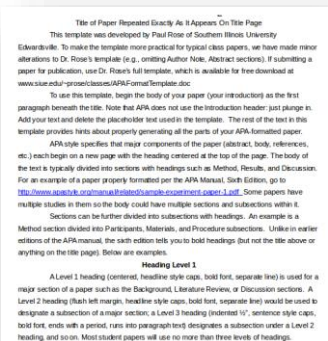 Title of Paper Repeated Exactly As It Appears On Title Page
This template was developed by Paul Rose of Southern Illinois University
Edwardsville. To make the template more practical for typical class papers, we have made minor
alterations to Dr. Rose's template (e.g., omitting Author Note, Abstract sections). If submitting a
paper for publication, use Dr. Rose's full template, which is available for free download at
www.siue.edu/~prose/classes/APAFormatTemplate.doc
To use this template, begin the body of your paper (your introduction) as the first
paragraph beneath the title. Note that APA does not use the Introduction header: just plunge in.
Add your text and delete the placeholder text used in the template. The rest of the text in this
template provides hints about properly generating all the parts of your APA-formatted paper.
APA style specifies that major components of the paper (abstract, body, references,
etc.) each begin on a new page with the heading centered at the top of the page. The body of
the text is typically divided into sections with headings such as Method, Results, and Discussion.
For an example of a paper properly formatted per the APA Manual, Sixth Edition, go to
http://www.apastyle.org/manual/related/sample-experiment-paper-1.pdf Some papers have
multiple studies in them so the body could have multiple sections and subsections within it.
Sections can be further divided into subsections with headings. An example is a
Method section divided into Participants, Materials, and Procedure subsections. Unlike in earlier
editions of the APA manual, the sixth edition tells you to bold headings (but not the title above or
anything on the title page). Below are examples.
Heading Level 1
A Level 1 heading (centered, headline style caps, bold font, separate line) is used for a
major section of a paper such as the Background, Literature Review, or Discussion sections. A
Level 2 heading (flush left margin, headline style caps, bold font, separate line) would be used to
designate a subsection of a major section; a Level 3 heading (indented ½", sentence style caps,
bold font, ends with a period, runs into paragraph text) designates a subsection under a Level 2
heading, and so on. Most student papers will use no more than three levels of headings.